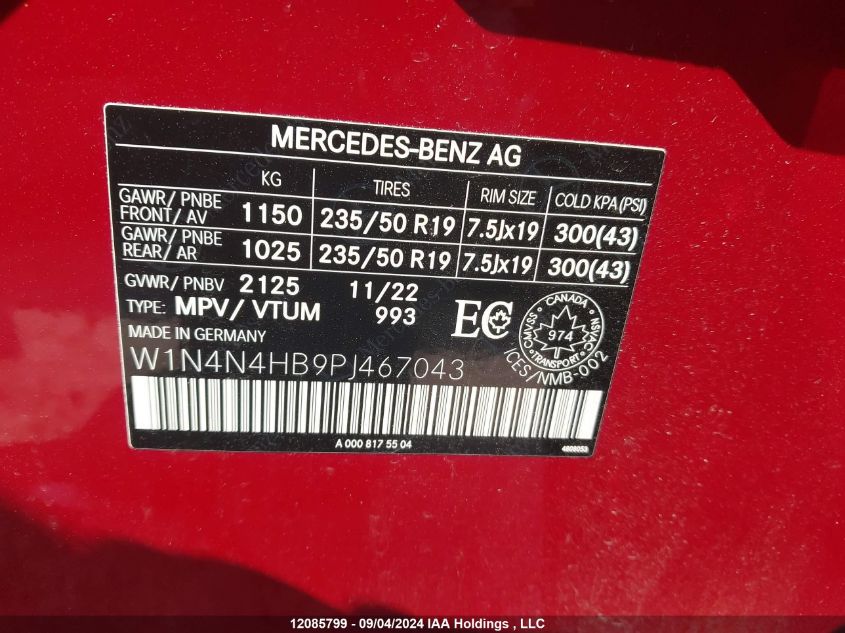 MERCEDES-BENZ AG
KG TIRES RIM SIZE COLD KPA(PSI)
GAWR/ PNBE FRONT/ AV 1150 235/50 R19 7.5Jx19 300(43)
GAWR/ PNBE REAR/ AR 1025 235/50 R19 7.5Jx19 300(43)
GVWR/ PNBV 2125 11/22
TYPE: MPV/ VTUM 993
EC
CANADA
CMVSS 974 NSVAC
TRANSPORT
ICES/NMB-002
MADE IN GERMANY
W1N4N4HB9PJ467043
A 000 817 55 04
12085799 - 09/04/2024 IAA Holdings , LLC